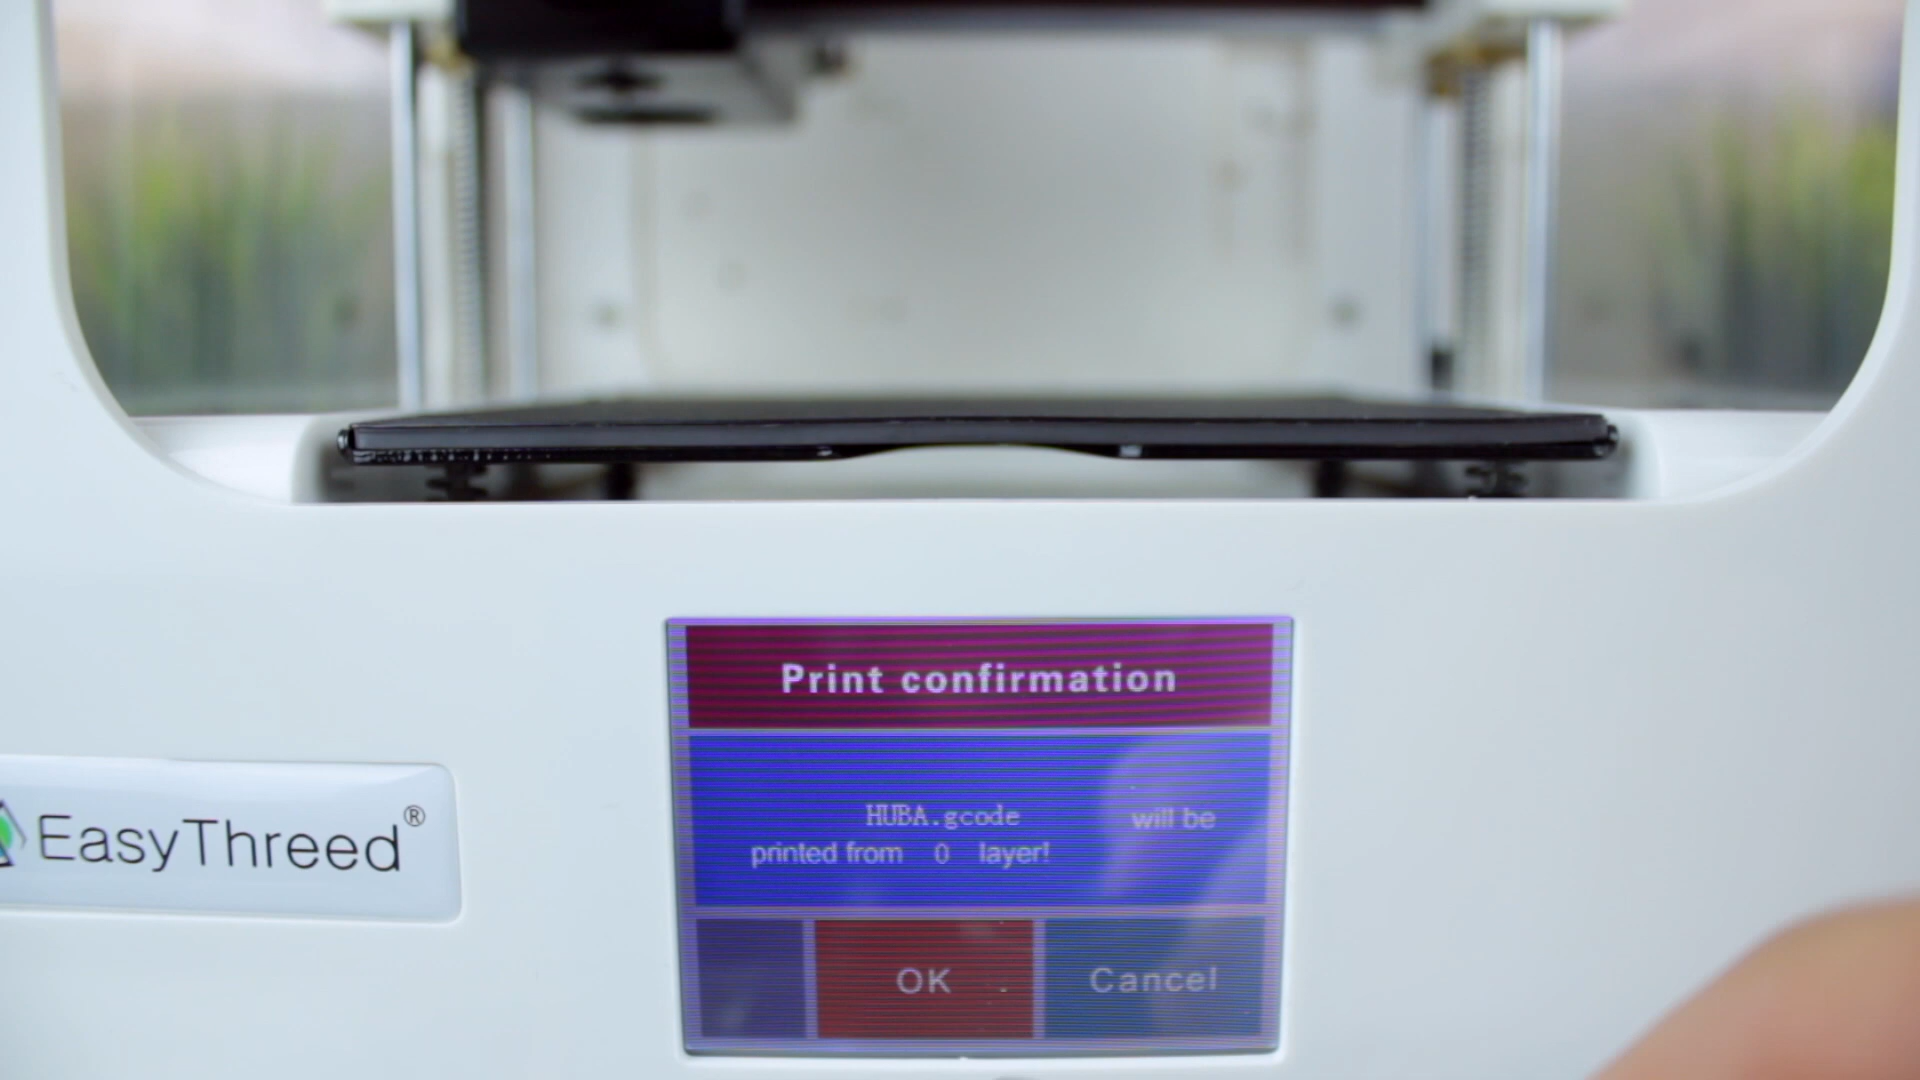 Print confirmation
HUBA.gcode will be
printed from 0 layer!
EasyThreed®
OK Cancel